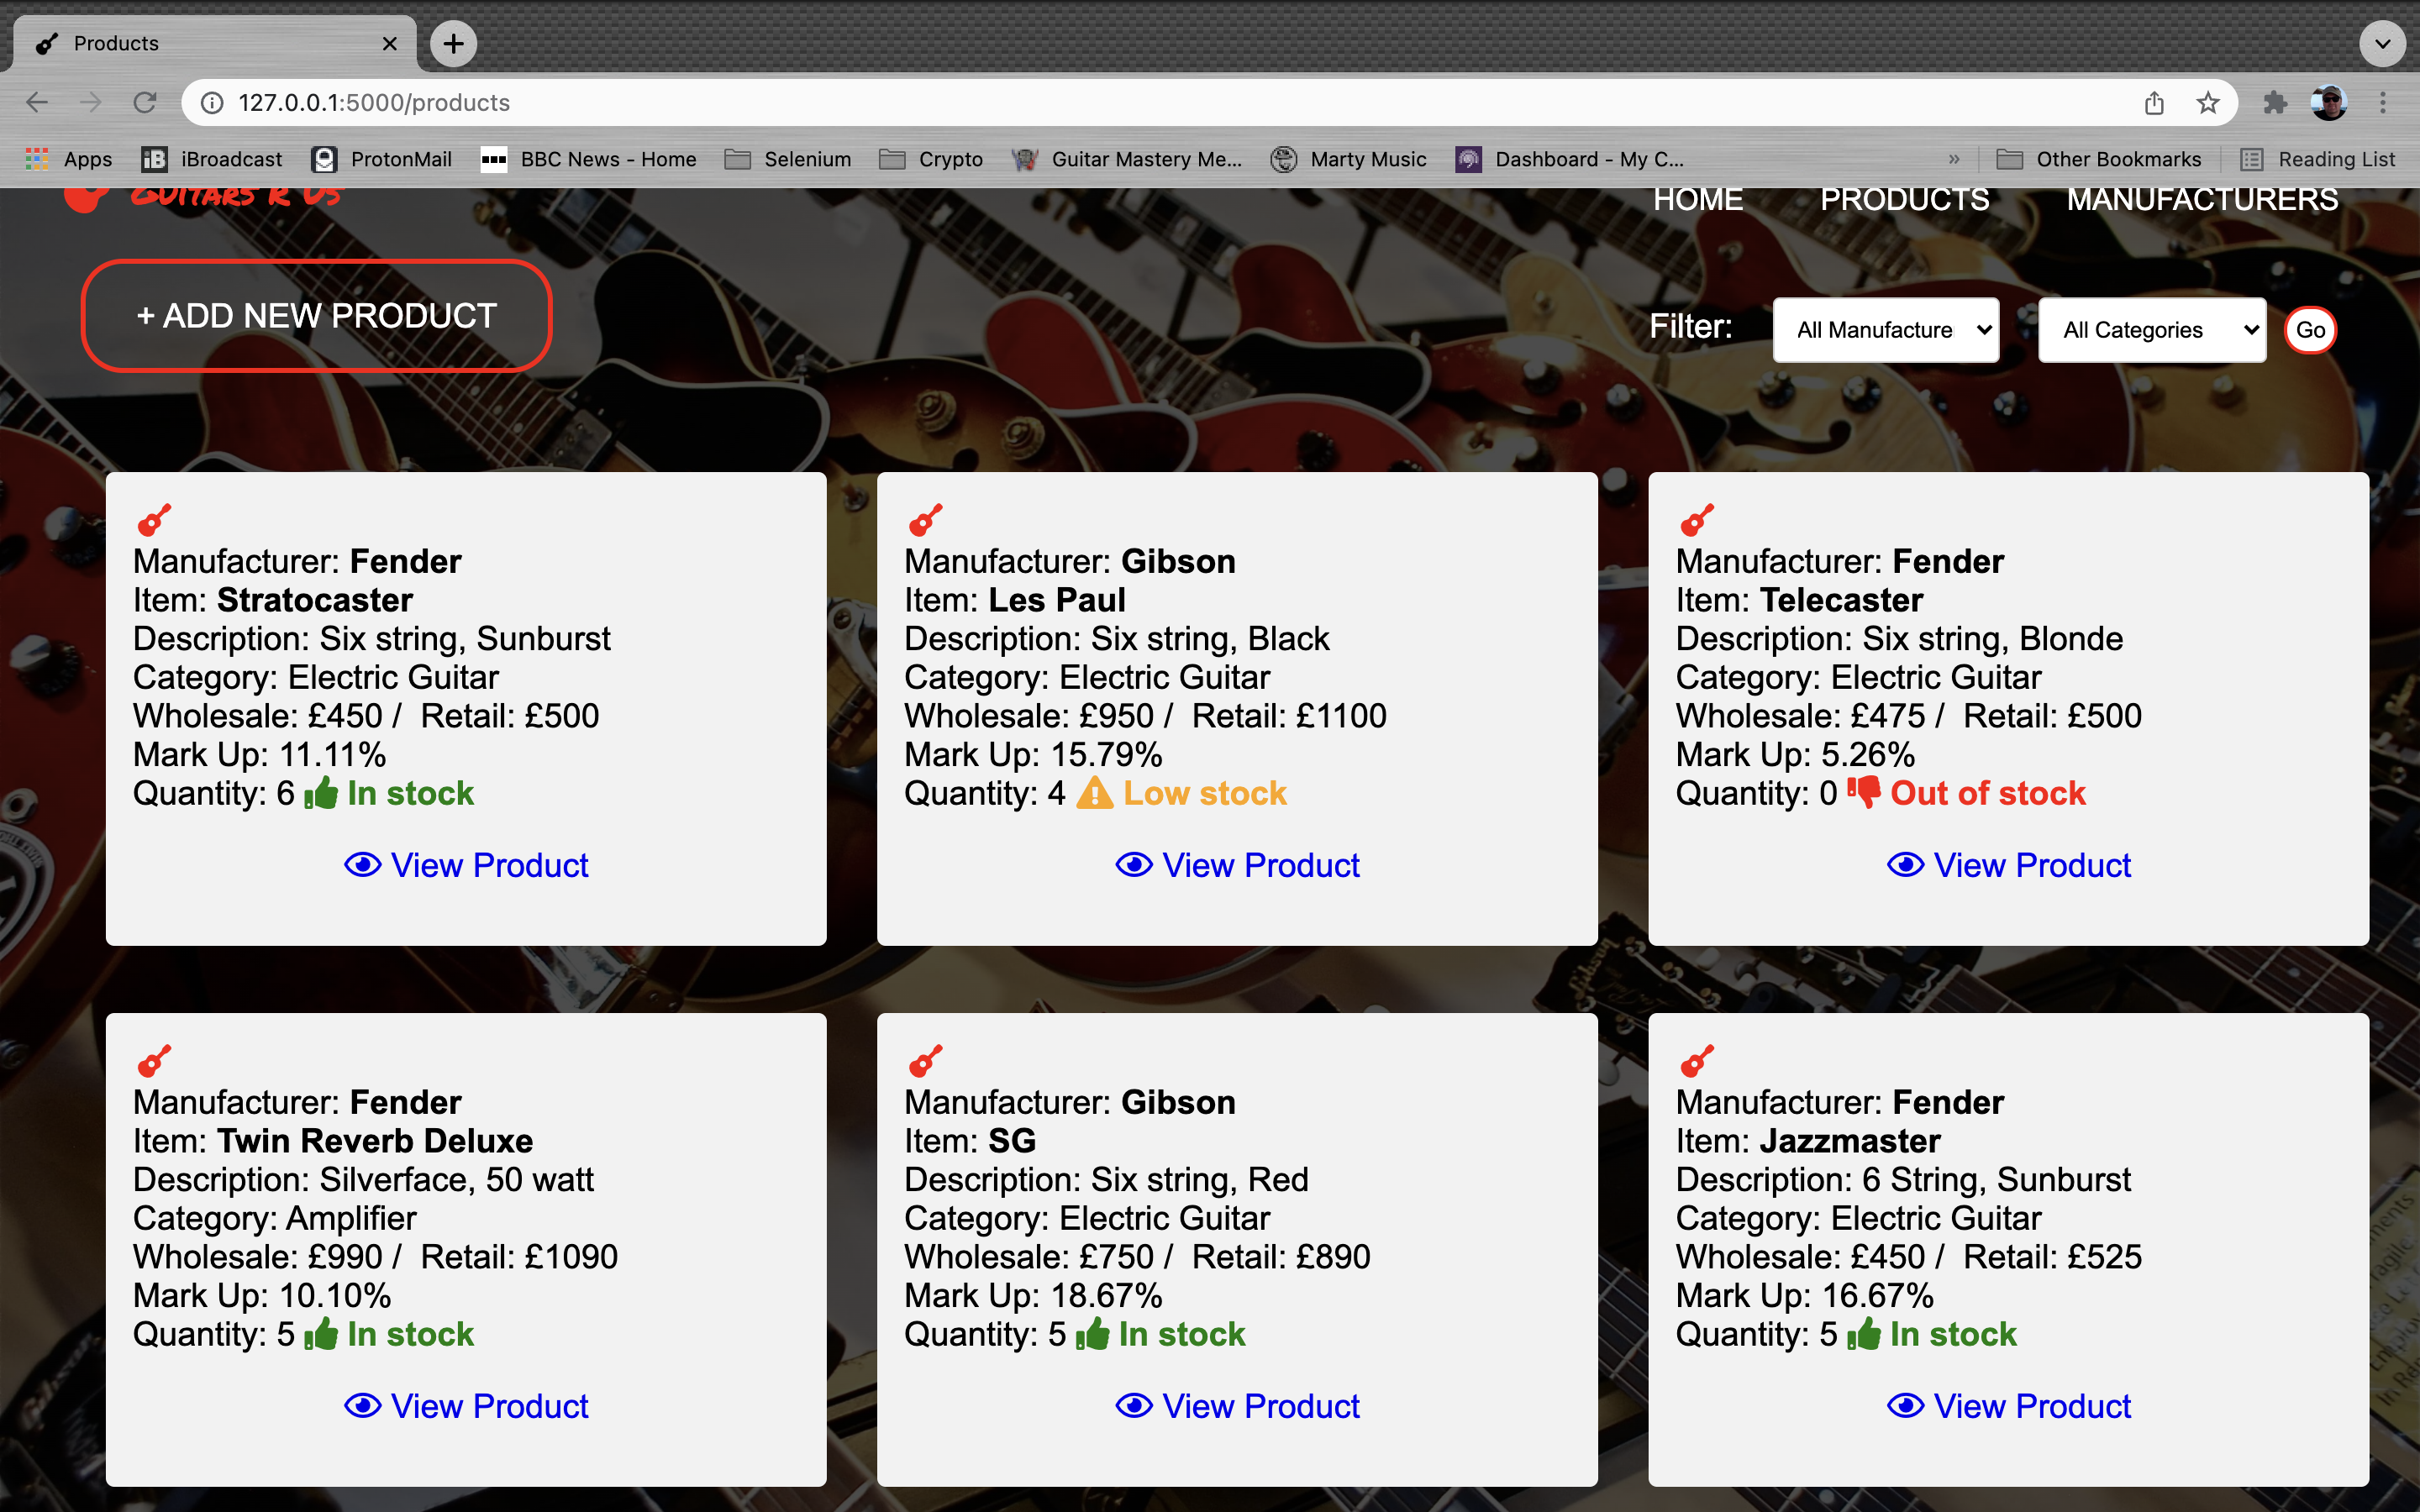 Products
127.0.0.1:5000/products
Apps
iBroadcast
ProtonMail
BBC News - Home
Selenium
Crypto
Guitar Mastery Me...
Marty Music
Dashboard - My C...
»
Other Bookmarks
Reading List
GUITARS R US
HOME
PRODUCTS
MANUFACTURERS
+ ADD NEW PRODUCT
Filter:
All Manufacture
All Categories
Go
Manufacturer: Fender
Item: Stratocaster
Description: Six string, Sunburst
Category: Electric Guitar
Wholesale: £450 / Retail: £500
Mark Up: 11.11%
Quantity: 6 In stock
View Product
Manufacturer: Gibson
Item: Les Paul
Description: Six string, Black
Category: Electric Guitar
Wholesale: £950 / Retail: £1100
Mark Up: 15.79%
Quantity: 4 Low stock
View Product
Manufacturer: Fender
Item: Telecaster
Description: Six string, Blonde
Category: Electric Guitar
Wholesale: £475 / Retail: £500
Mark Up: 5.26%
Quantity: 0 Out of stock
View Product
Manufacturer: Fender
Item: Twin Reverb Deluxe
Description: Silverface, 50 watt
Category: Amplifier
Wholesale: £990 / Retail: £1090
Mark Up: 10.10%
Quantity: 5 In stock
View Product
Manufacturer: Gibson
Item: SG
Description: Six string, Red
Category: Electric Guitar
Wholesale: £750 / Retail: £890
Mark Up: 18.67%
Quantity: 5 In stock
View Product
Manufacturer: Fender
Item: Jazzmaster
Description: 6 String, Sunburst
Category: Electric Guitar
Wholesale: £450 / Retail: £525
Mark Up: 16.67%
Quantity: 5 In stock
View Product